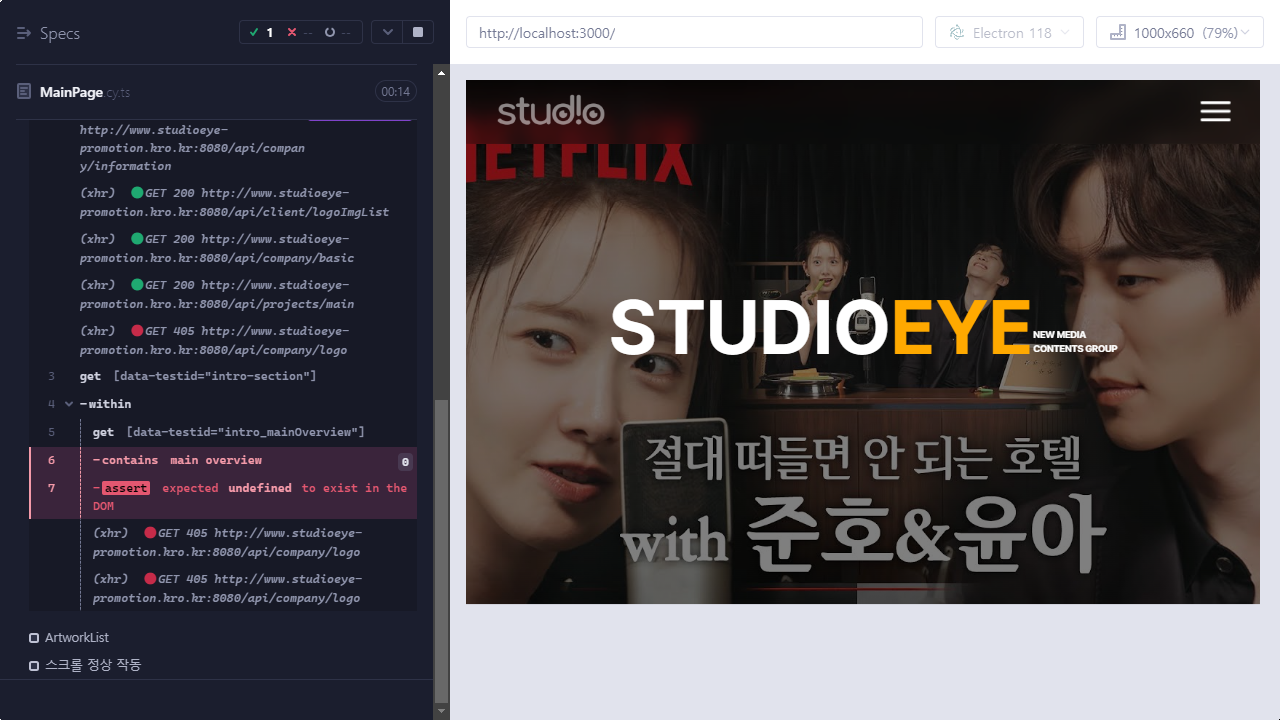 Specs
1
--
--
MainPage.cy.ts
00:14
http://www.studioeye-
promotion.kro.kr:8080/api/compan
y/information
(xhr) GET 200 http://www.studioeye-
promotion.kro.kr:8080/api/client/logoImgList
(xhr) GET 200 http://www.studioeye-
promotion.kro.kr:8080/api/company/basic
(xhr) GET 200 http://www.studioeye-
promotion.kro.kr:8080/api/projects/main
(xhr) GET 405 http://www.studioeye-
promotion.kro.kr:8080/api/company/logo
3 get [data-testid="intro-section"]
4 -within
5 get [data-testid="intro_mainOverview"]
6 -contains main overview 0
7 -assert expected undefined to exist in the
DOM
(xhr) GET 405 http://www.studioeye-
promotion.kro.kr:8080/api/company/logo
(xhr) GET 405 http://www.studioeye-
promotion.kro.kr:8080/api/company/logo
ArtworkList
스크롤 정상 작동
http://localhost:3000/
Electron 118
1000x660 (79%)
stud!o
NETFLIX
STUDIOEYE
NEW MEDIA
CONTENTS GROUP
절대 떠들면 안 되는 호텔
with 준호&윤아